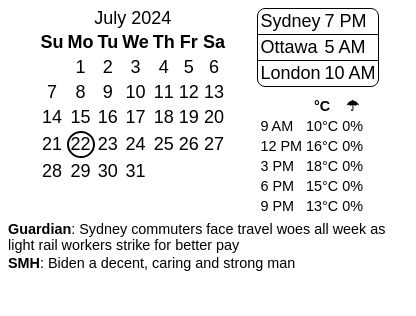 July 2024
Su Mo Tu We Th Fr Sa
1 2 3 4 5 6
7 8 9 10 11 12 13
14 15 16 17 18 19 20
21 22 23 24 25 26 27
28 29 30 31
Sydney 7 PM
Ottawa 5 AM
London 10 AM
°C ☂
9 AM 10°C 0%
12 PM 16°C 0%
3 PM 18°C 0%
6 PM 15°C 0%
9 PM 13°C 0%
Guardian: Sydney commuters face travel woes all week as
light rail workers strike for better pay
SMH: Biden a decent, caring and strong man